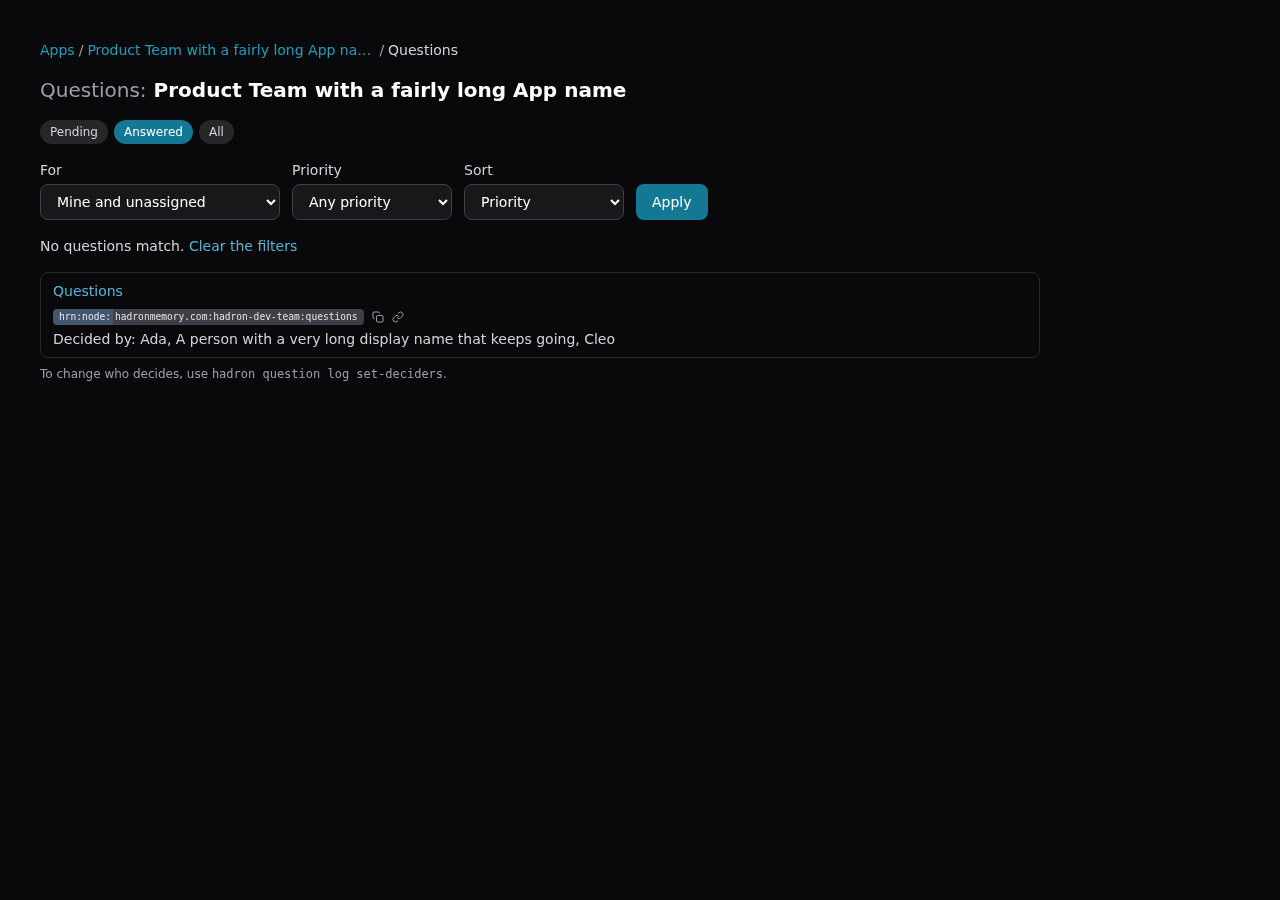 Apps / Product Team with a fairly long App na… / Questions
Questions: Product Team with a fairly long App name
Pending Answered All
For Priority Sort
Mine and unassigned Any priority Priority Apply
No questions match. Clear the filters
Questions
hrn:node: hadronmemory.com:hadron-dev-team:questions
Decided by: Ada, A person with a very long display name that keeps going, Cleo
To change who decides, use hadron question log set-deciders.